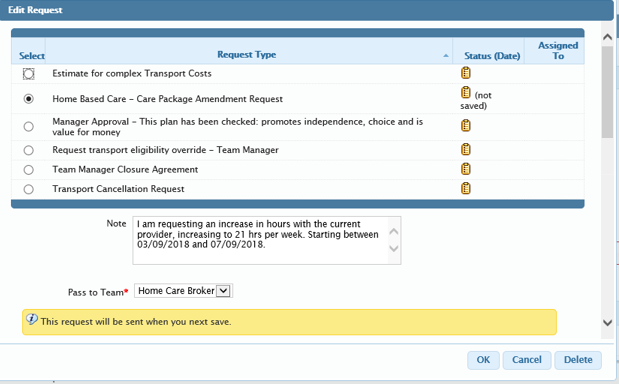 Edit Request
Select Request Type Status (Date) Assigned To
Estimate for complex Transport Costs
Home Based Care - Care Package Amendment Request (not saved)
Manager Approval - This plan has been checked: promotes independence, choice and is
value for money
Request transport eligibility override - Team Manager
Team Manager Closure Agreement
Transport Cancellation Request
Note I am requesting an increase in hours with the current
provider, increasing to 21 hrs per week. Starting between
03/09/2018 and 07/09/2018.
Pass to Team* Home Care Broker
This request will be sent when you next save.
OK Cancel Delete